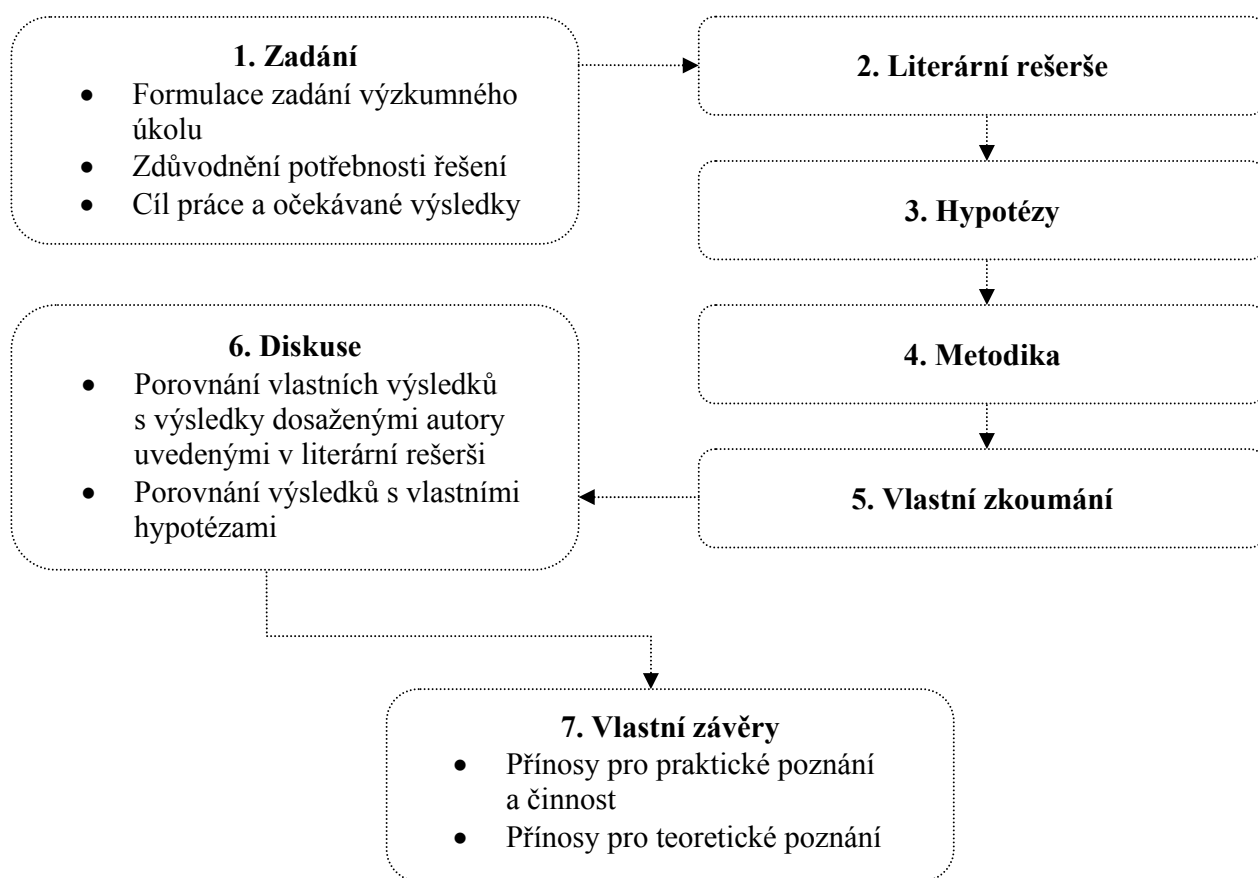 1. Zadání
• Formulace zadání výzkumného
úkolu
• Zdůvodnění potřebnosti řešení
• Cíl práce a očekávané výsledky
2. Literární rešerše
3. Hypotézy
4. Metodika
5. Vlastní zkoumání
6. Diskuse
• Porovnání vlastních výsledků
s výsledky dosaženými autory
uvedenými v literární rešerši
• Porovnání výsledků s vlastními
hypotézami
7. Vlastní závěry
• Přínosy pro praktické poznání
a činnost
• Přínosy pro teoretické poznání